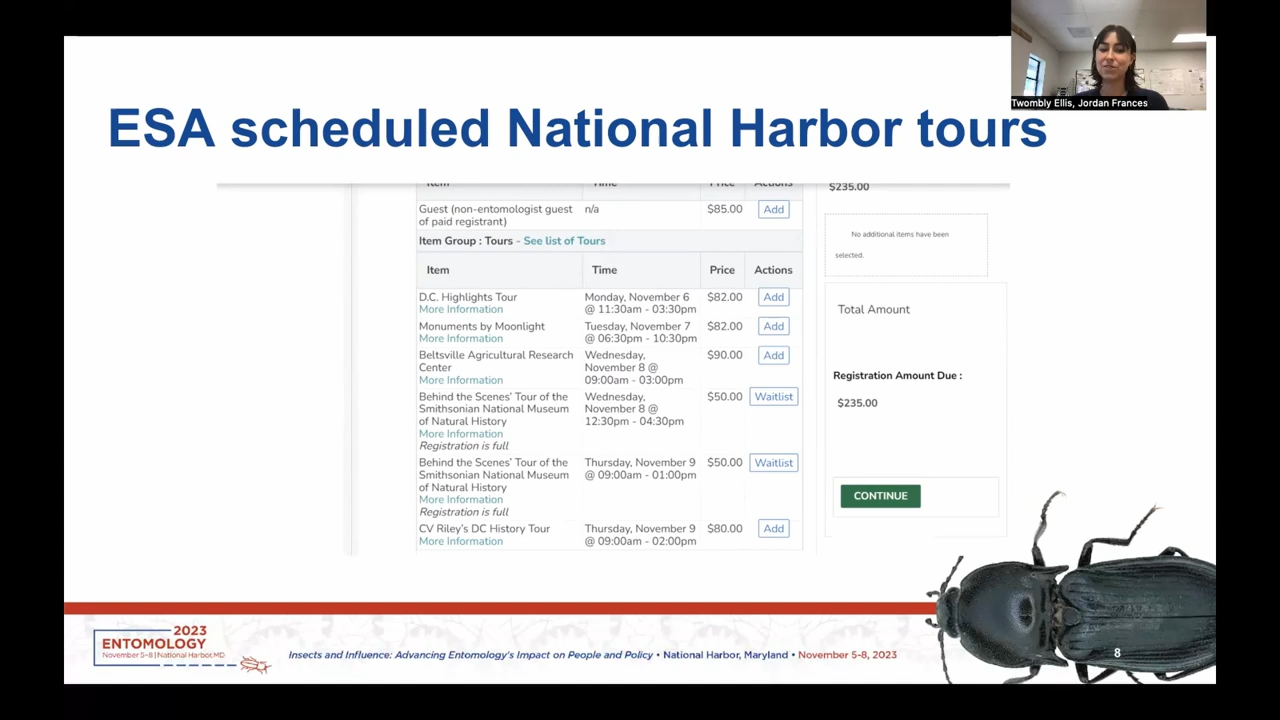 Twombly Ellis, Jordan Frances
ESA scheduled National Harbor tours
Item Time Price Actions
$235.00
Guest (non-entomologist guest
of paid registrant)
n/a
$85.00
Add
No additional items have been
selected.
Item Group : Tours - See list of Tours
Item Time Price Actions
D.C. Highlights Tour
More Information
Monday, November 6
@ 11:30am - 03:30pm
$82.00
Add
Monuments by Moonlight
More Information
Tuesday, November 7
@ 06:30pm - 10:30pm
$82.00
Add
Beltsville Agricultural Research
Center
More Information
Wednesday,
November 8 @
09:00am - 03:00pm
$90.00
Add
Behind the Scenes' Tour of the
Smithsonian National Museum
of Natural History
More Information
Registration is full
Wednesday,
November 8 @
12:30pm - 04:30pm
$50.00
Waitlist
Behind the Scenes' Tour of the
Smithsonian National Museum
of Natural History
More Information
Registration is full
Thursday, November 9
@ 09:00am - 01:00pm
$50.00
Waitlist
CV Riley's DC History Tour
More Information
Thursday, November 9
@ 09:00am - 02:00pm
$80.00
Add
Total Amount
Registration Amount Due :
$235.00
CONTINUE
2023
ENTOMOLOGY
November 5-8 | National Harbor, MD
Insects and Influence: Advancing Entomology's Impact on People and Policy • National Harbor, Maryland • November 5-8, 2023
8